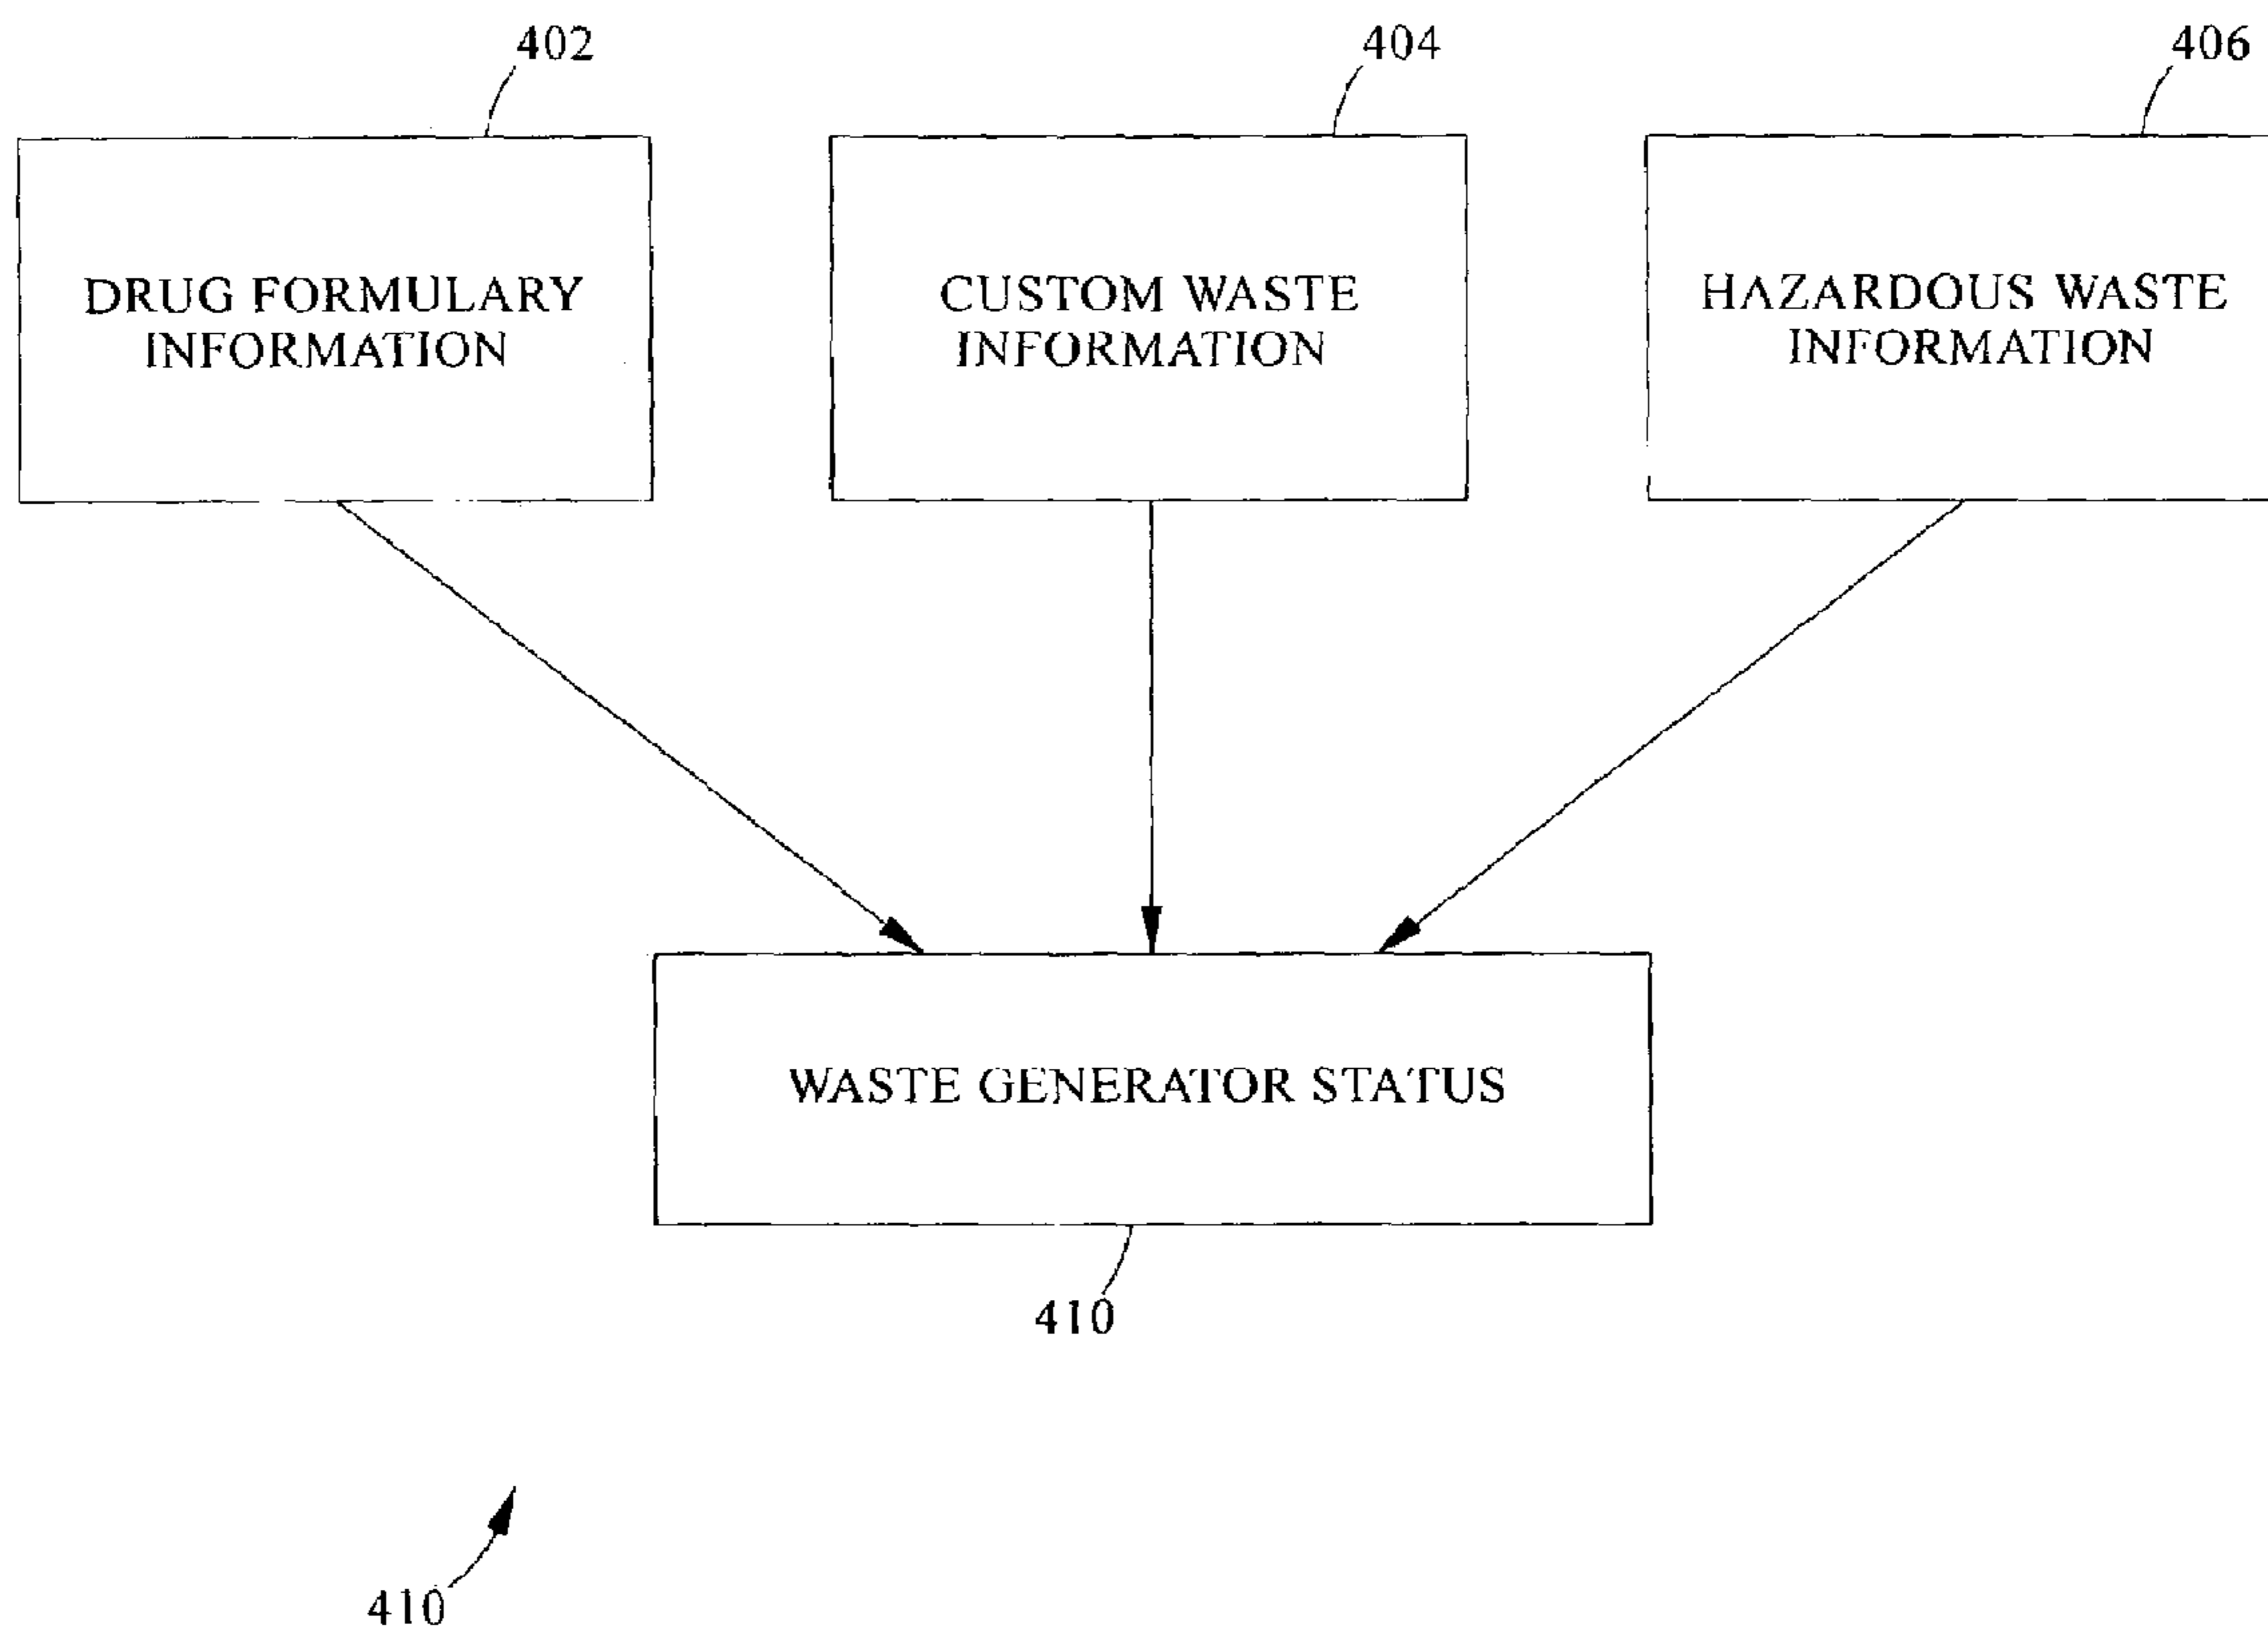 402
404
406
DRUG FORMULARY
INFORMATION
CUSTOM WASTE
INFORMATION
HAZARDOUS WASTE
INFORMATION
WASTE GENERATOR STATUS
410
410